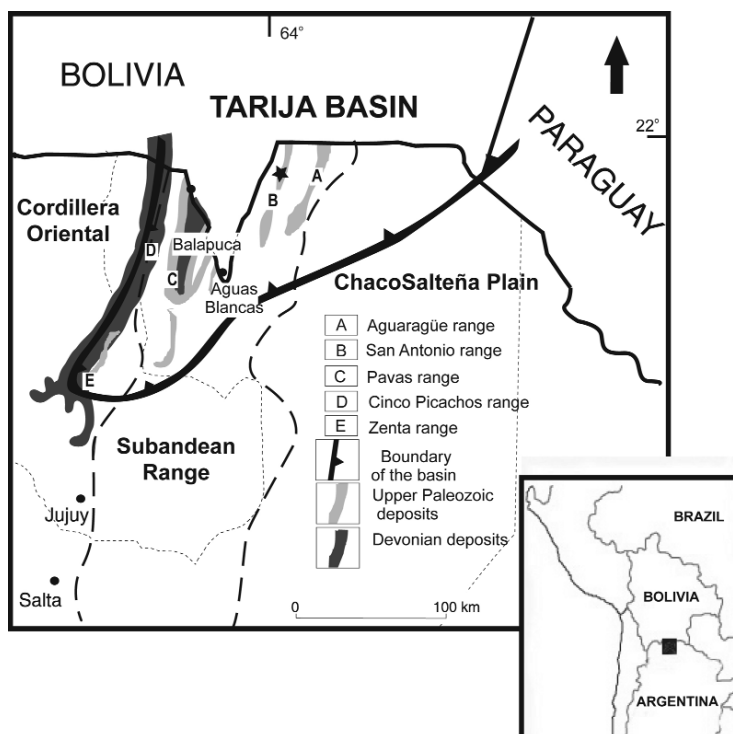 64°
BOLIVIA
TARIJA BASIN
22°
PARAGUAY
A
B
Cordillera
Oriental
D
Balapuca
C
Aguas
Blancas
ChacoSalteña Plain
E
A Aguaragüe range
B San Antonio range
C Pavas range
D Cinco Picachos range
E Zenta range
Boundary
of the basin
Upper Paleozoic
deposits
Devonian deposits
Subandean
Range
Jujuy
Salta
0 100 km
BRAZIL
BOLIVIA
ARGENTINA